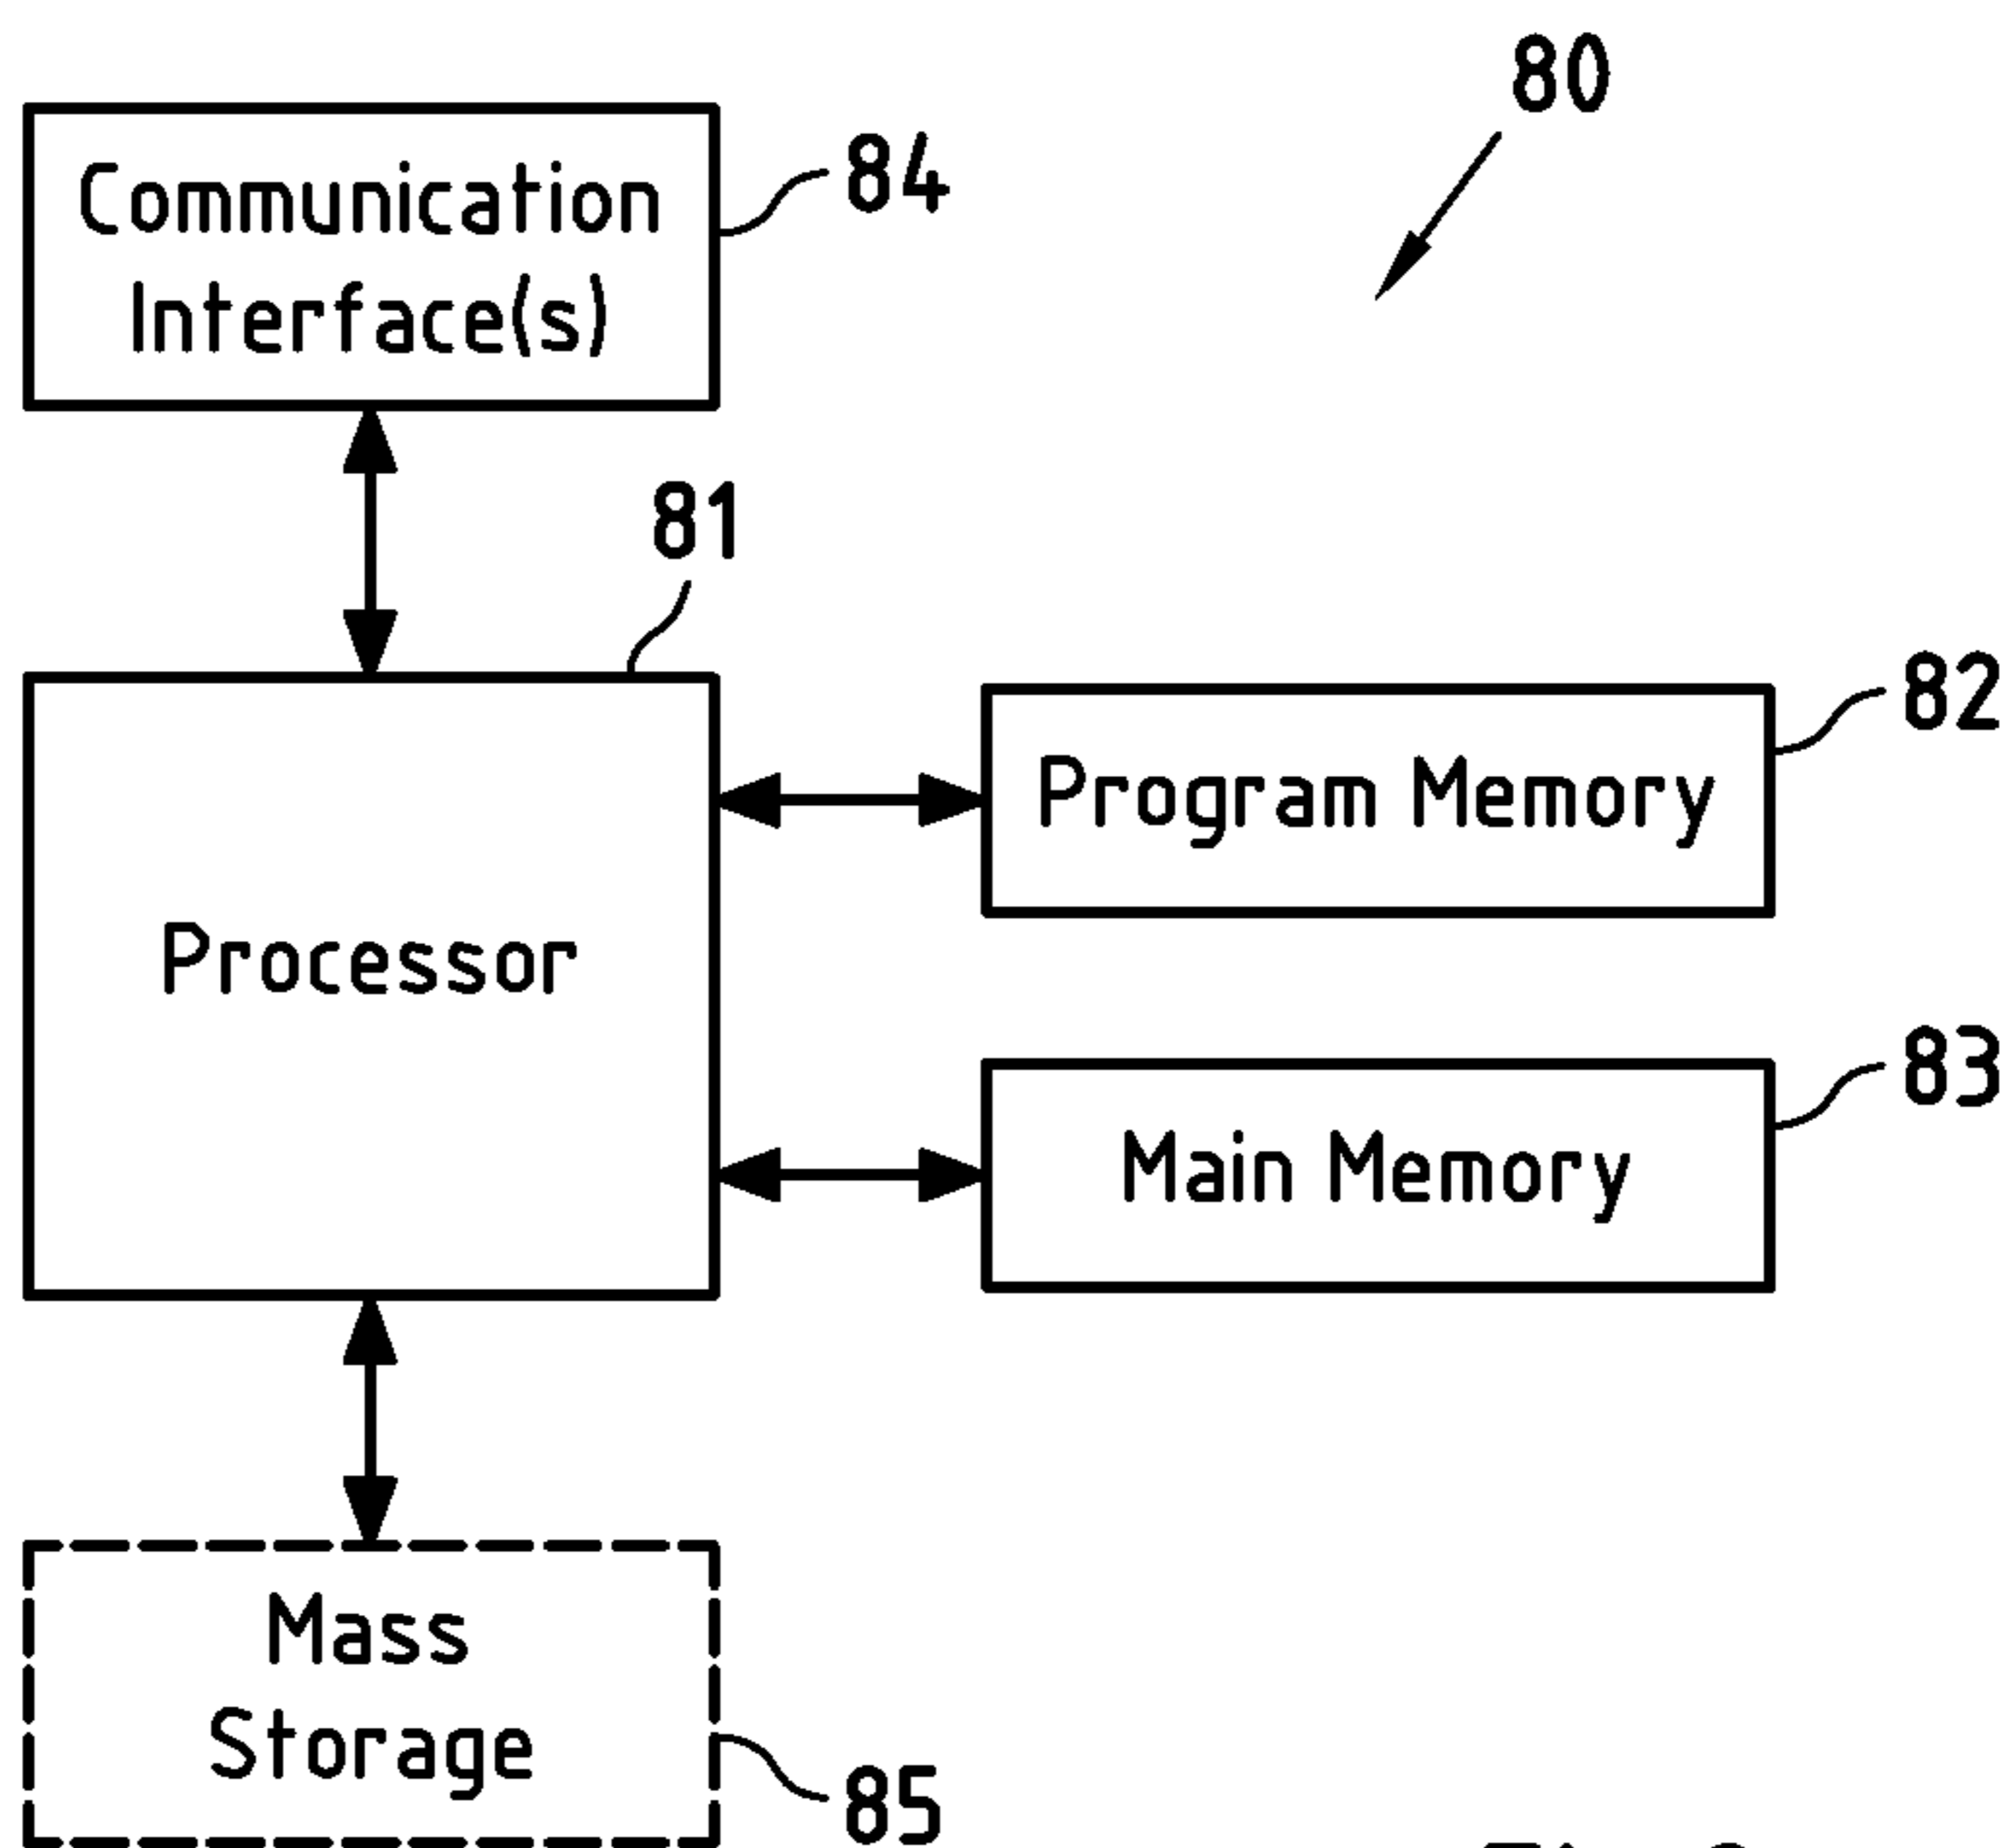 80
Communication
Interface(s)
84
81
Processor
82
Program Memory
83
Main Memory
Mass
Storage
85